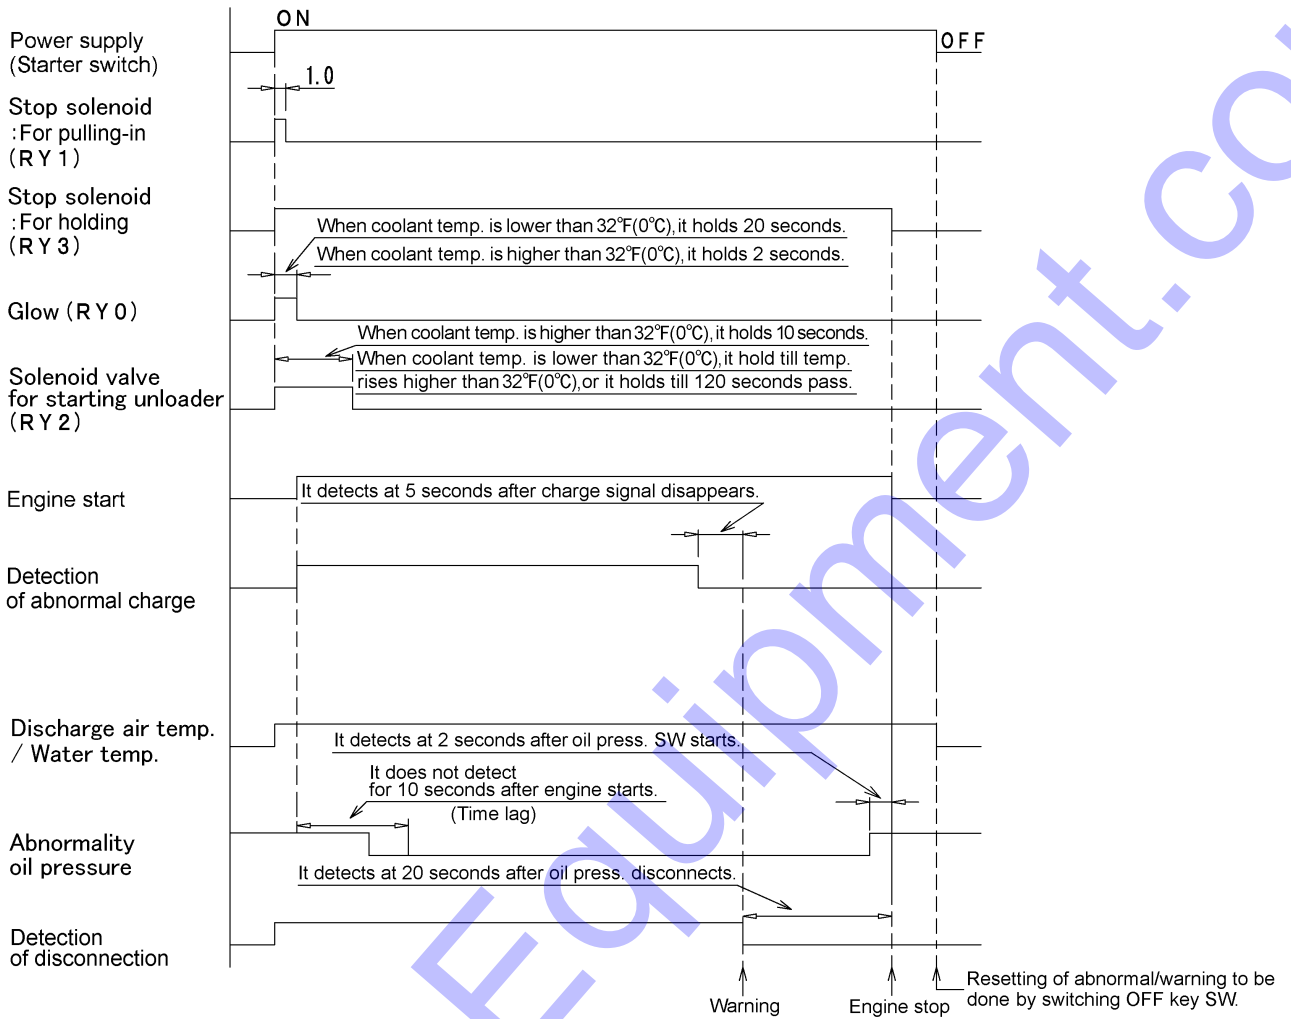 ON
Power supply
(Starter switch)
OFF
1.0
Stop solenoid
:For pulling-in
(RY1)
Stop solenoid
:For holding
(RY3)
When coolant temp. is lower than 32°F(0°C), it holds 20 seconds.
When coolant temp. is higher than 32°F(0°C), it holds 2 seconds.
Glow (RY0)
When coolant temp. is higher than 32°F(0°C), it holds 10 seconds.
When coolant temp. is lower than 32°F(0°C), it hold till temp.
rises higher than 32°F(0°C), or it holds till 120 seconds pass.
Solenoid valve
for starting unloader
(RY2)
Engine start
It detects at 5 seconds after charge signal disappears.
Detection
of abnormal charge
Discharge air temp.
/ Water temp.
It detects at 2 seconds after oil press. SW starts.
It does not detect
for 10 seconds after engine starts.
(Time lag)
Abnormality
oil pressure
It detects at 20 seconds after oil press. disconnects.
Detection
of disconnection
Warning
Engine stop
Resetting of abnormal/warning to be
done by switching OFF key SW.
Equipment.co